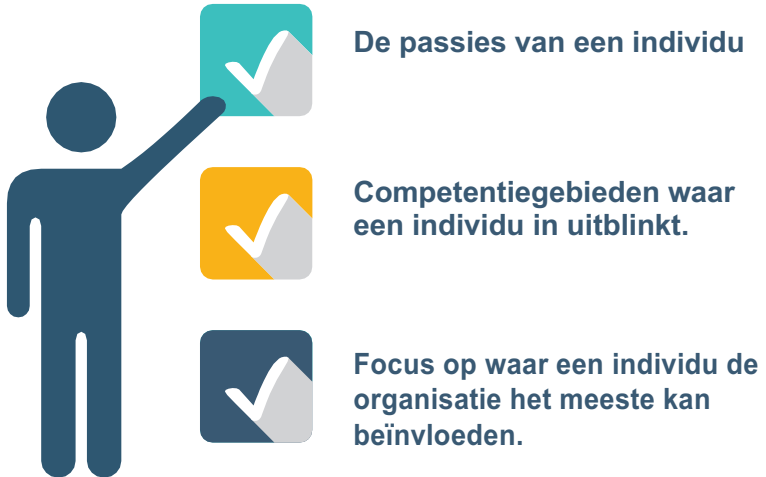 De passies van een individu
Competentiegebieden waar
een individu in uitblinkt.
Focus op waar een individu de
organisatie het meeste kan
beïnvloeden.